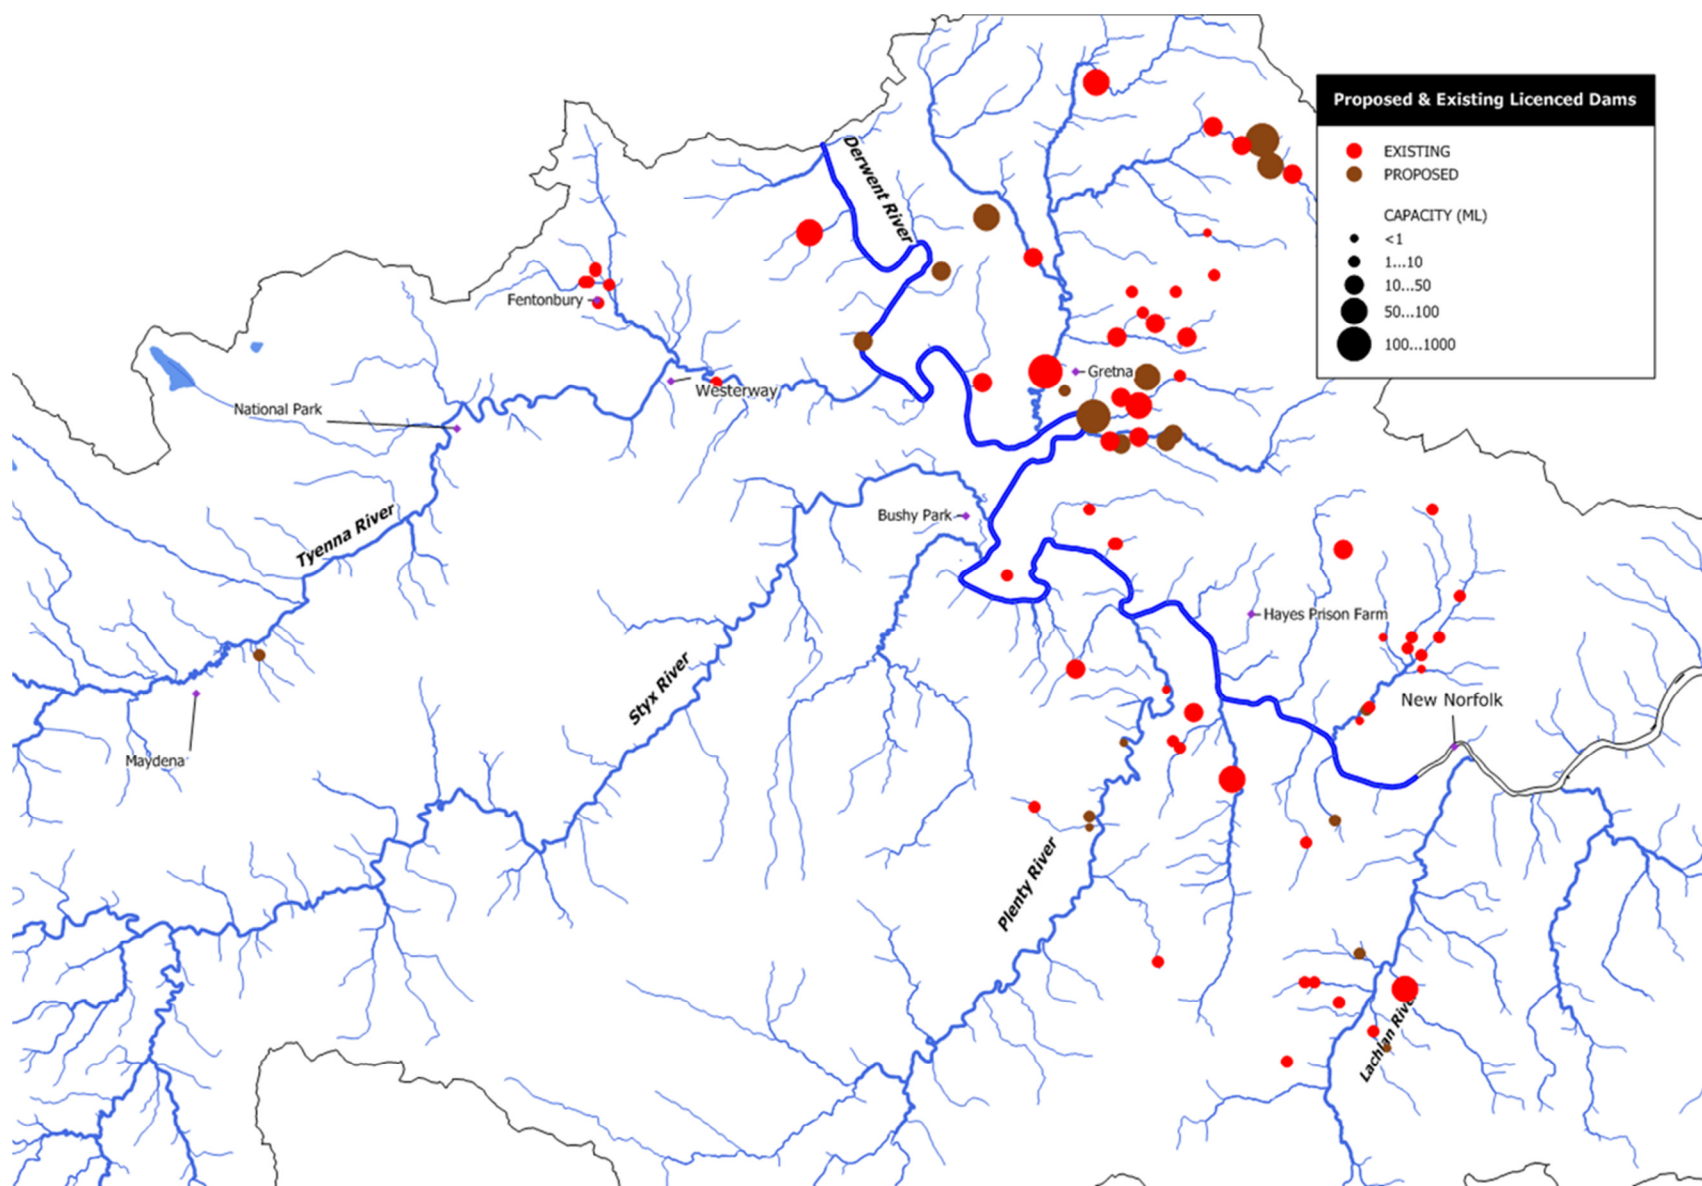 Proposed & Existing Licenced Dams
EXISTING
PROPOSED
CAPACITY (ML)
<1
1...10
10...50
50...100
100...1000
Derwent River
Fentonbury
Westerway
Gretna
National Park
Bushy Park
Tyenna River
Hayes Prison Farm
Styx River
New Norfolk
Maydena
Plenty River
Lachlan River